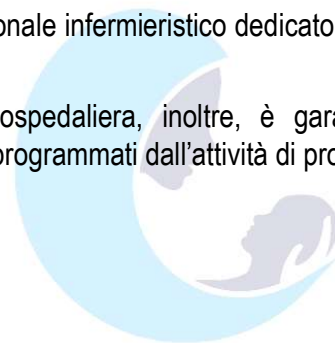 onale infermieristico dedicato
ospedaliera, inoltre, è gara
programmati dall'attività di pro